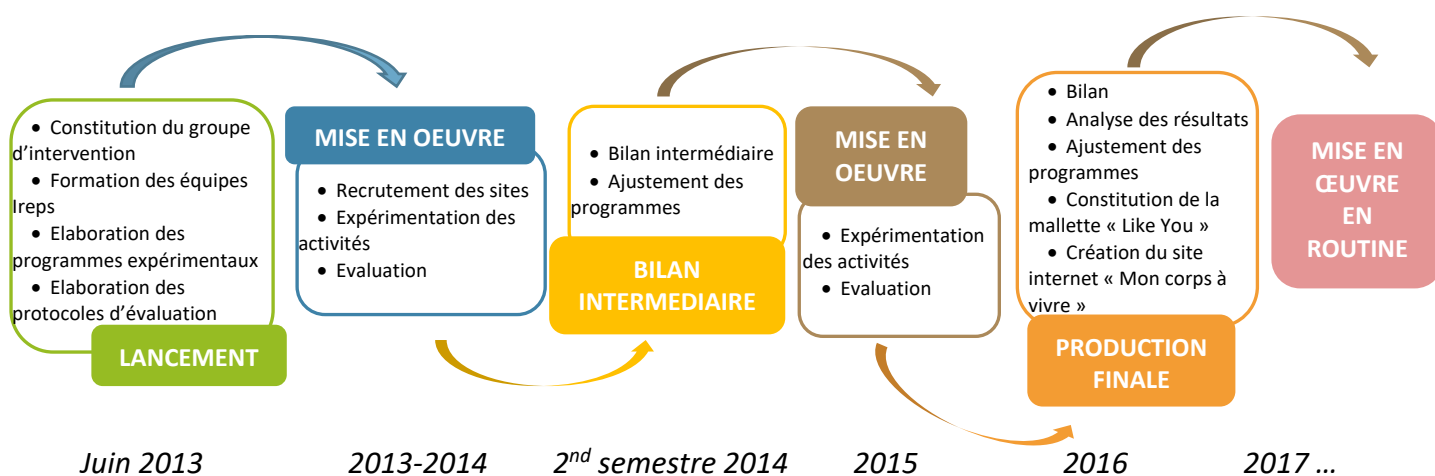 • Constitution du groupe
d’intervention
• Formation des équipes
Ireps
• Elaboration des
programmes expérimentaux
• Elaboration des
protocoles d’évaluation
LANCEMENT
MISE EN OEUVRE
• Recrutement des sites
• Expérimentation des
activités
• Evaluation
• Bilan intermédiaire
• Ajustement des
programmes
BILAN
INTERMEDIAIRE
MISE EN
OEUVRE
• Expérimentation
des activités
• Evaluation
• Bilan
• Analyse des résultats
• Ajustement des
programmes
• Constitution de la
mallette « Like You »
• Création du site
internet « Mon corps à
vivre »
PRODUCTION
FINALE
MISE EN
ŒUVRE
EN
ROUTINE
Juin 2013
2013-2014
2nd semestre 2014
2015
2016
2017 …